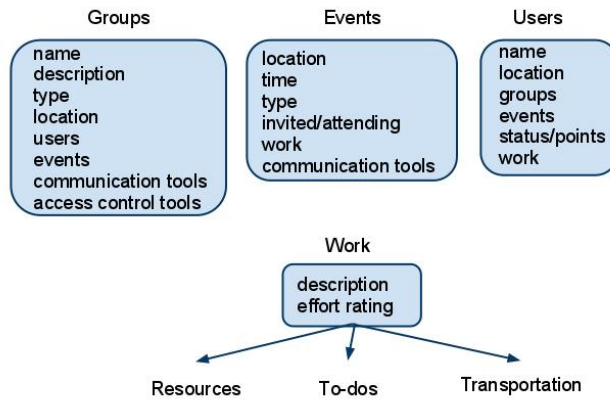 Groups
name
description
type
location
users
events
communication tools
access control tools
Events
location
time
type
invited/attending
work
communication tools
Users
name
location
groups
events
status/points
work
Work
description
effort rating
Resources
To-dos
Transportation